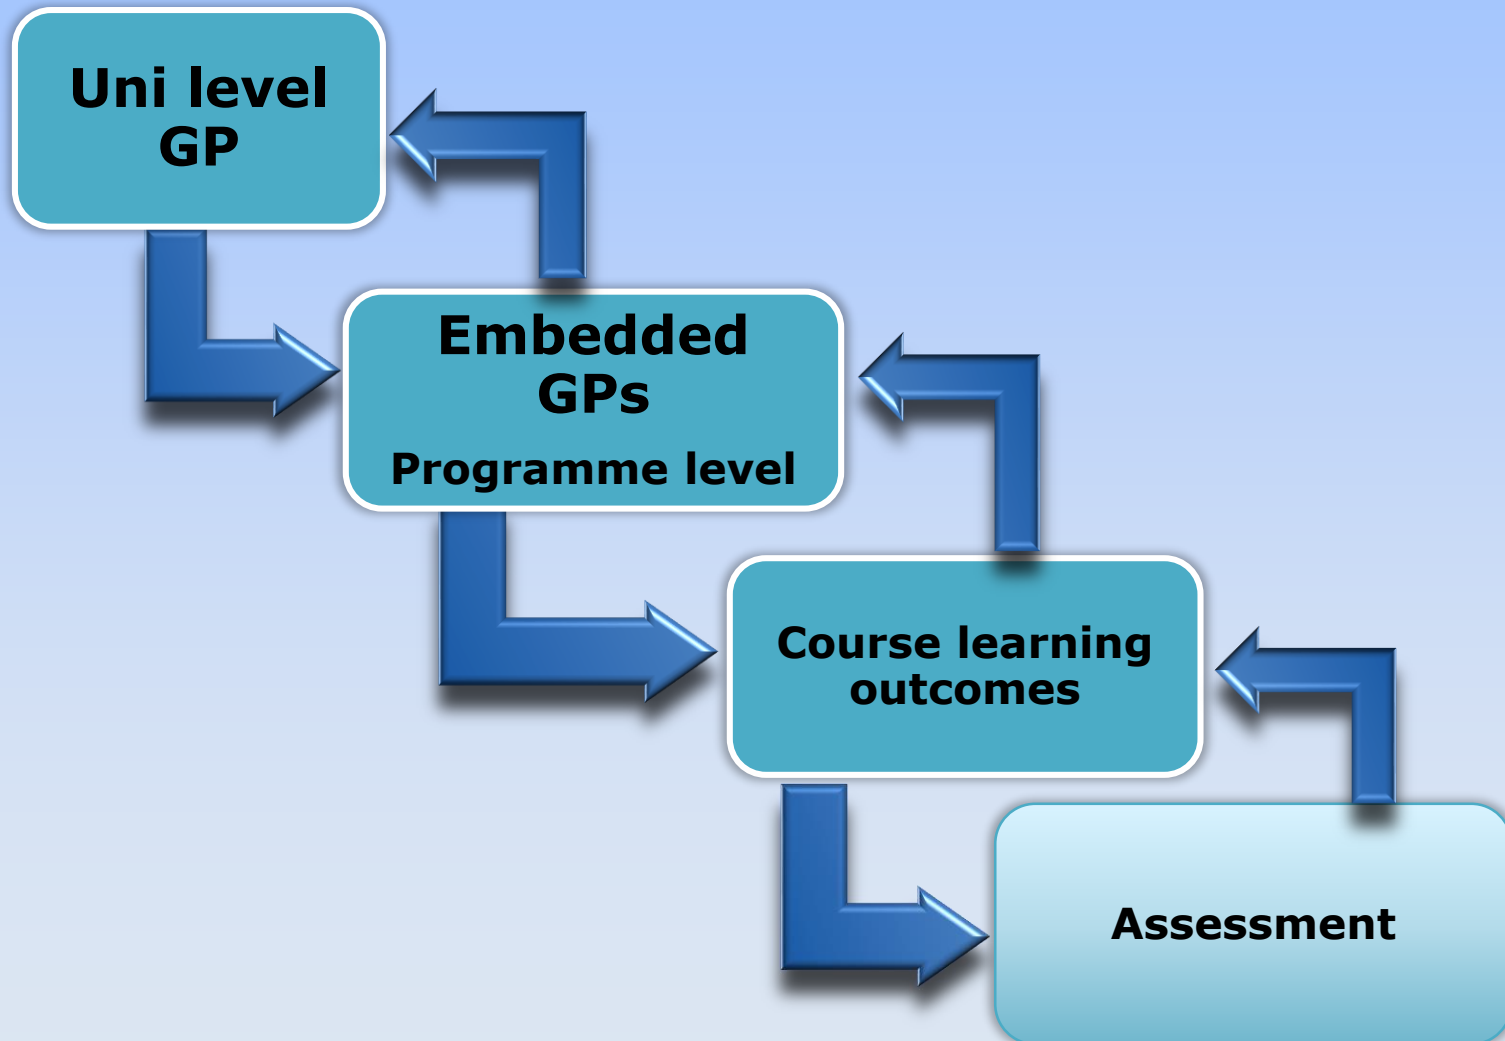 Uni level
GP
Embedded
GPs
Programme level
Course learning
outcomes
Assessment